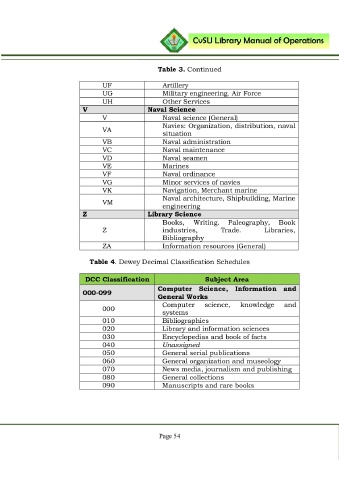 CvSU Library Manual of Operations
Table 3. Continued
UF Artillery
UG Military engineering. Air Force
UH Other Services
V Naval Science
V Naval science (General)
VA Navies: Organization, distribution, naval
situation
VB Naval administration
VC Naval maintenance
VD Naval seamen
VE Marines
VF Naval ordinance
VG Minor services of navies
VK Navigation, Merchant marine
VM Naval architecture, Shipbuilding, Marine
engineering
Z Library Science
Z Books, Writing. Paleography, Book
industries, Trade. Libraries,
Bibliography
ZA Information resources (General)
Table 4. Dewey Decimal Classification Schedules
DCC Classification Subject Area
000-099 Computer Science, Information and
General Works
000 Computer science, knowledge and
systems
010 Bibliographies
020 Library and information sciences
030 Encyclopedias and book of facts
040 Unassigned
050 General serial publications
060 General organization and museology
070 News media, journalism and publishing
080 General collections
090 Manuscripts and rare books
Page 54